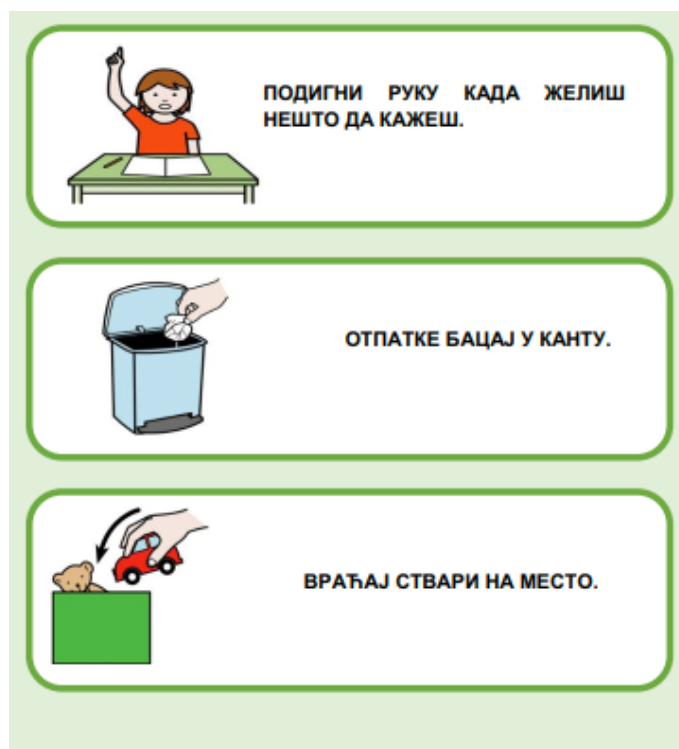 ПОДИГНИ РУКУ КАДА ЖЕЛИШ
НЕШТО ДА КАЖЕШ.
ОТПАТКЕ БАЦАЈ У КАНТУ.
ВРАЋАЈ СТВАРИ НА МЕСТО.